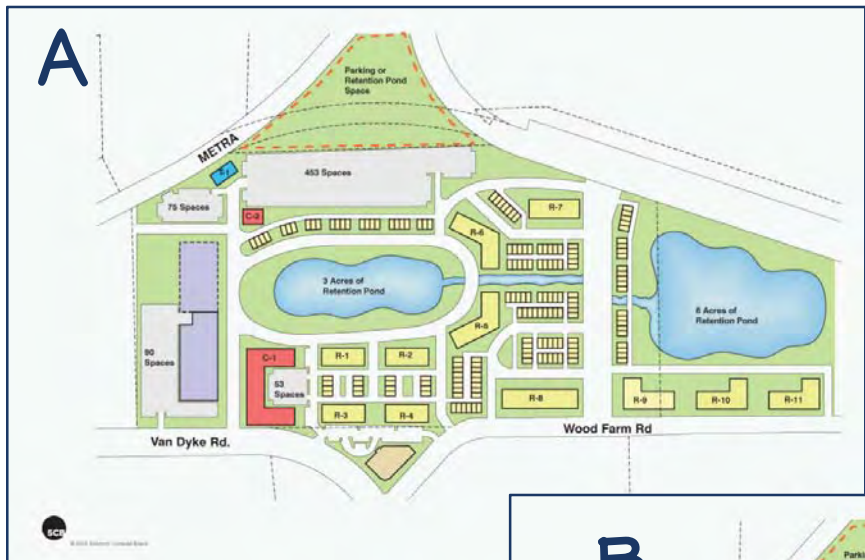 A
Parking or
Retention Pond
Space
METRA
453 Spaces
75 Spaces
C-3
R-7
R-6
3 Acres of
Retention Pond
6 Acres of
Retention Pond
R-5
90
Spaces
C-1
53
Spaces
R-1
R-2
R-3
R-4
R-8
R-9
R-10
R-11
Van Dyke Rd.
Wood Farm Rd
SCB
B